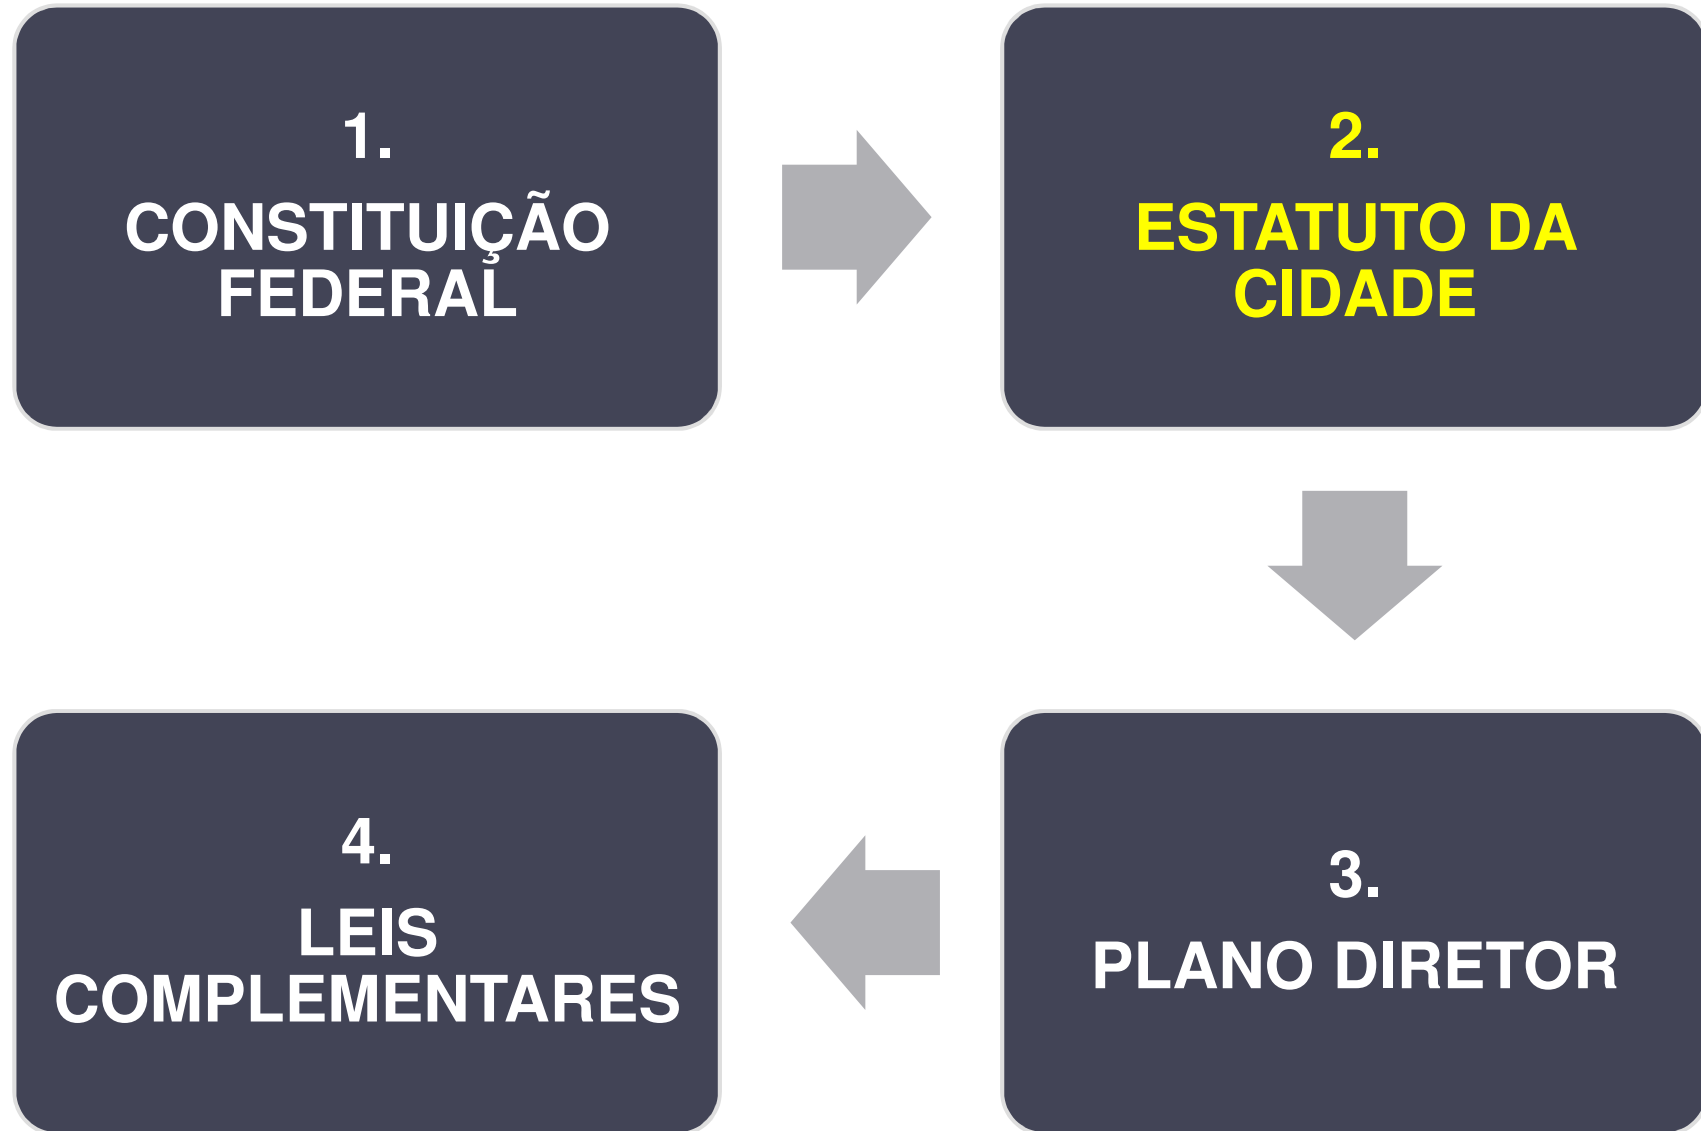 1.
CONSTITUIÇÃO
FEDERAL
2.
ESTATUTO DA
CIDADE
3.
PLANO DIRETOR
4.
LEIS
COMPLEMENTARES